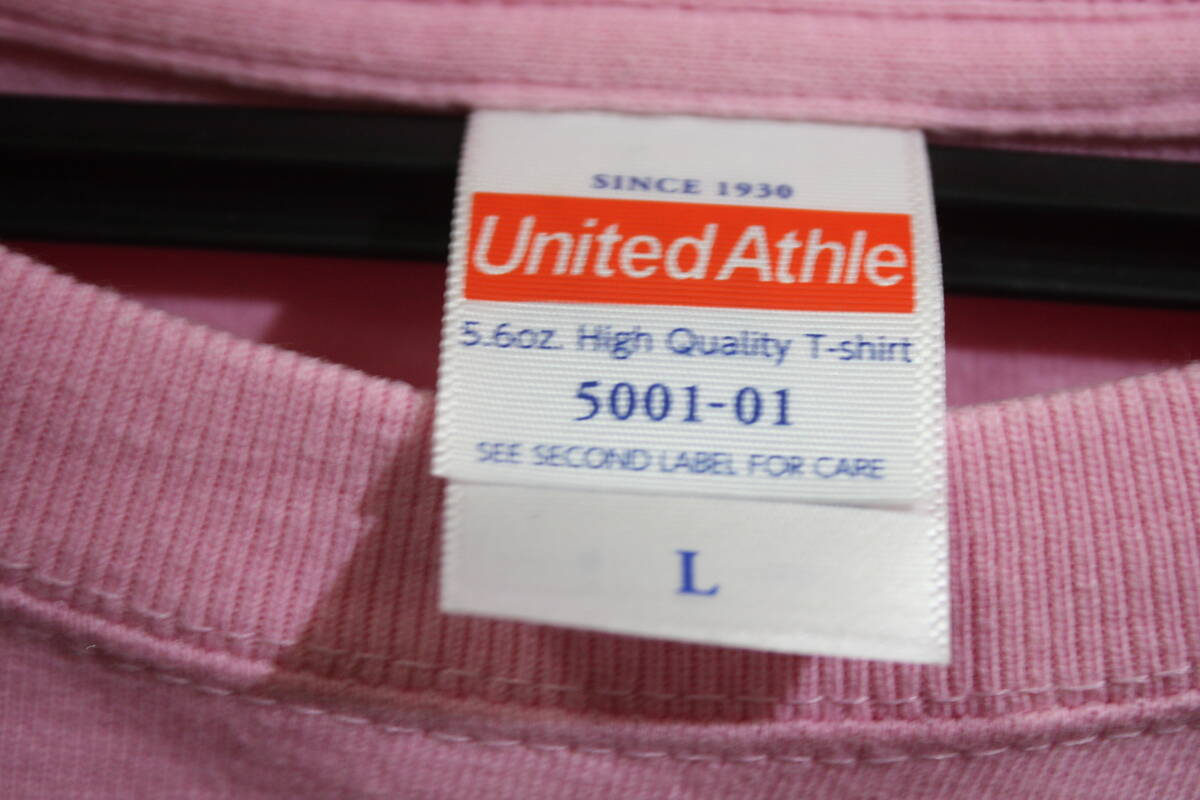 SINCE 1930
United Athle
5.6oz. High Quality T-shirt
5001-01
SEE SECOND LABEL FOR CARE
L